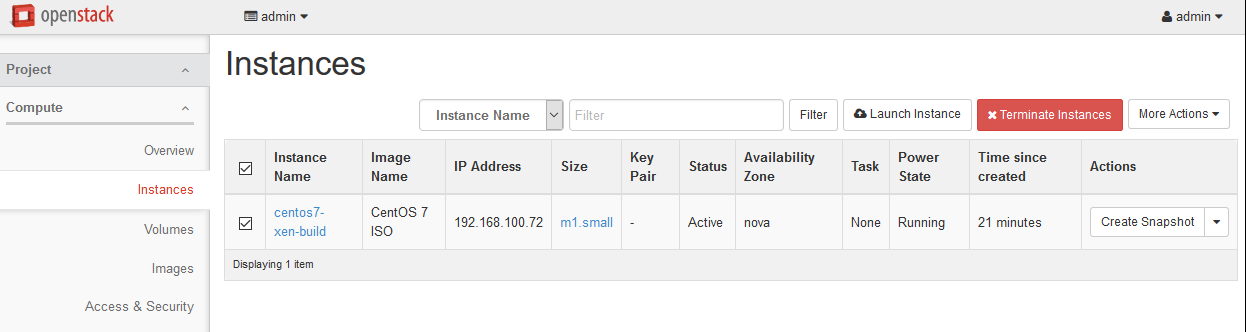 openstack admin admin
Project
Instances
Compute
Instance Name Filter Filter Launch Instance Terminate Instances More Actions
Overview
Instances
Volumes
Images
Access & Security
Instance Name Image Name IP Address Size Key Pair Status Availability Zone Task Power State Time since created Actions
centos7-xen-build CentOS 7 ISO 192.168.100.72 m1.small - Active nova None Running 21 minutes Create Snapshot
Displaying 1 item